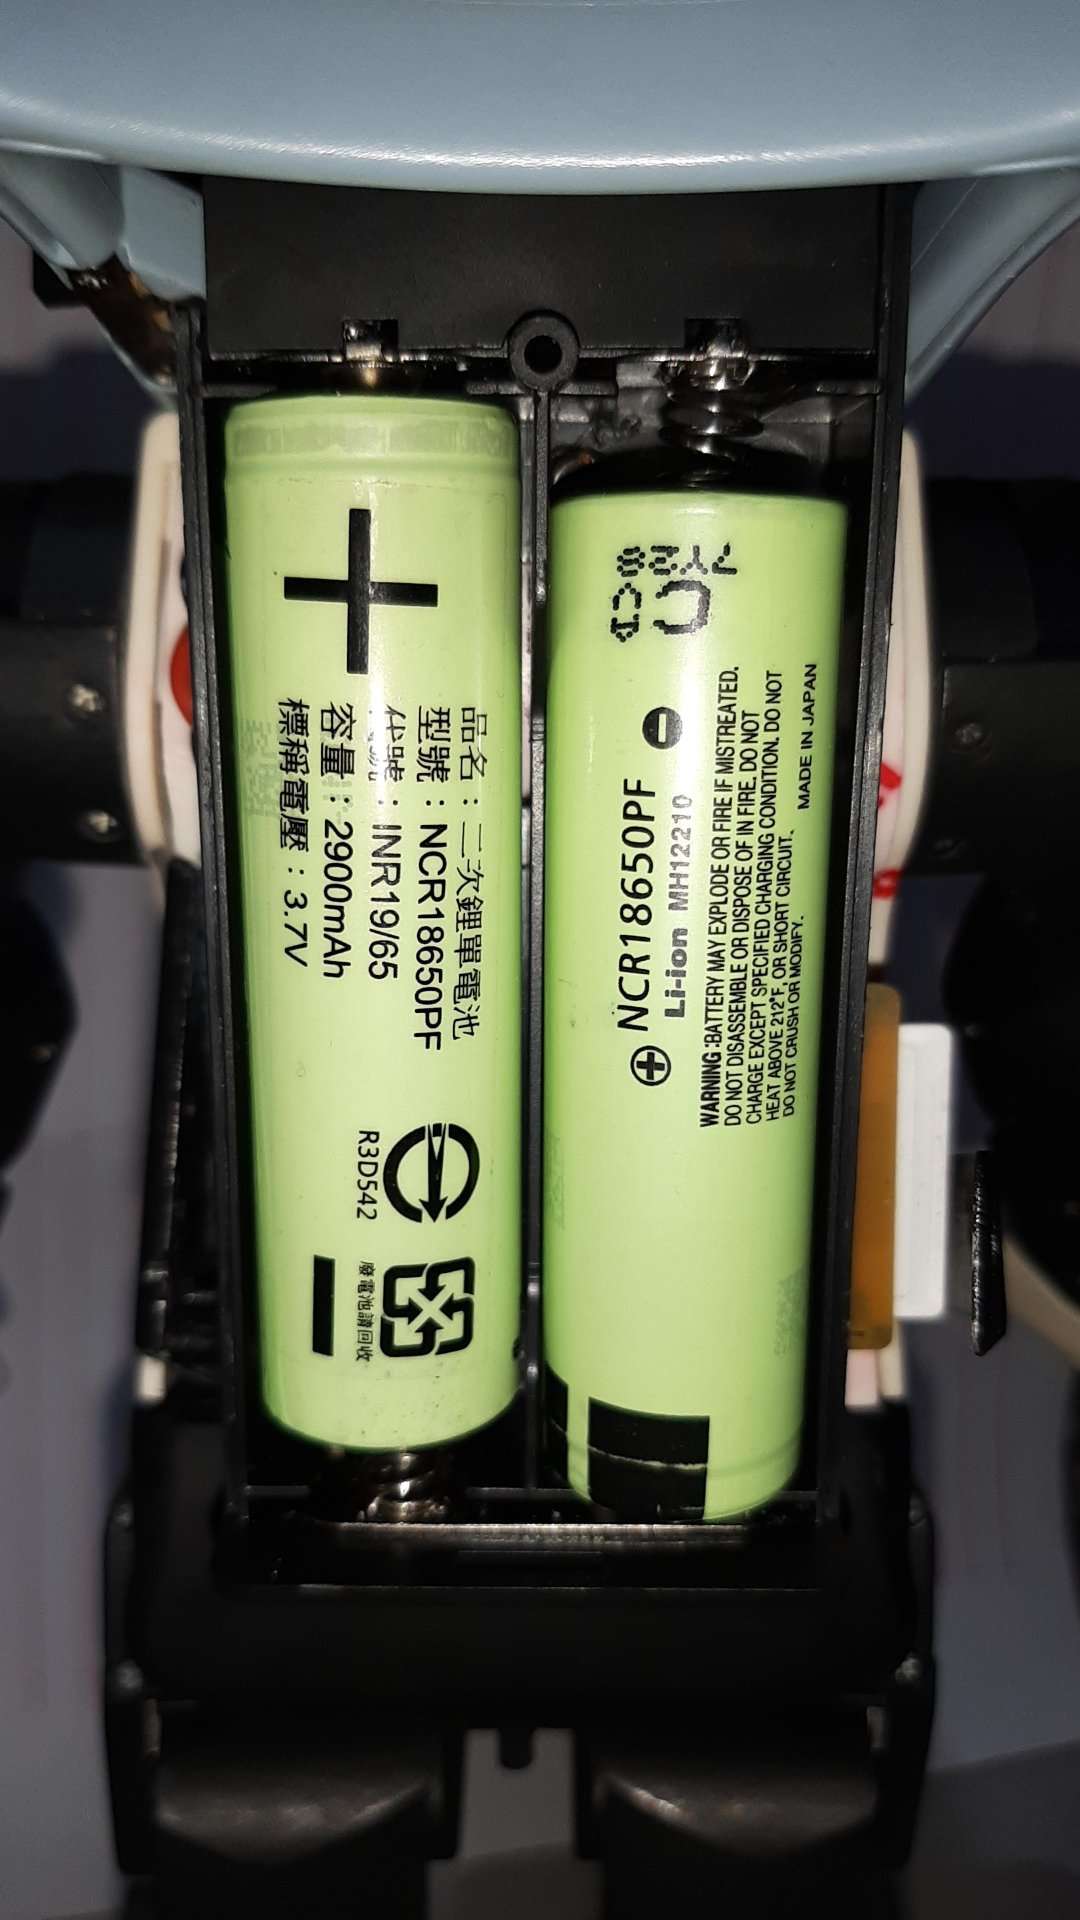 +
品名：二次鋰單電池
型號：NCR18650PF
代號：INR19/65
容量：2900mAh
標稱電壓：3.7V
R3D542
廢電池請回收
−
⊕ NCR18650PF ⊖
Li-ion MH12210
WARNING:BATTERY MAY EXPLODE OR FIRE IF MISTREATED.
DO NOT DISASSEMBLE OR DISPOSE OF IN FIRE. DO NOT
CHARGE EXCEPT SPECIFIED CHARGING CONDITION. DO NOT
HEAT ABOVE 212°F, OR SHORT CIRCUIT.
DO NOT CRUSH OR MODIFY.
MADE IN JAPAN